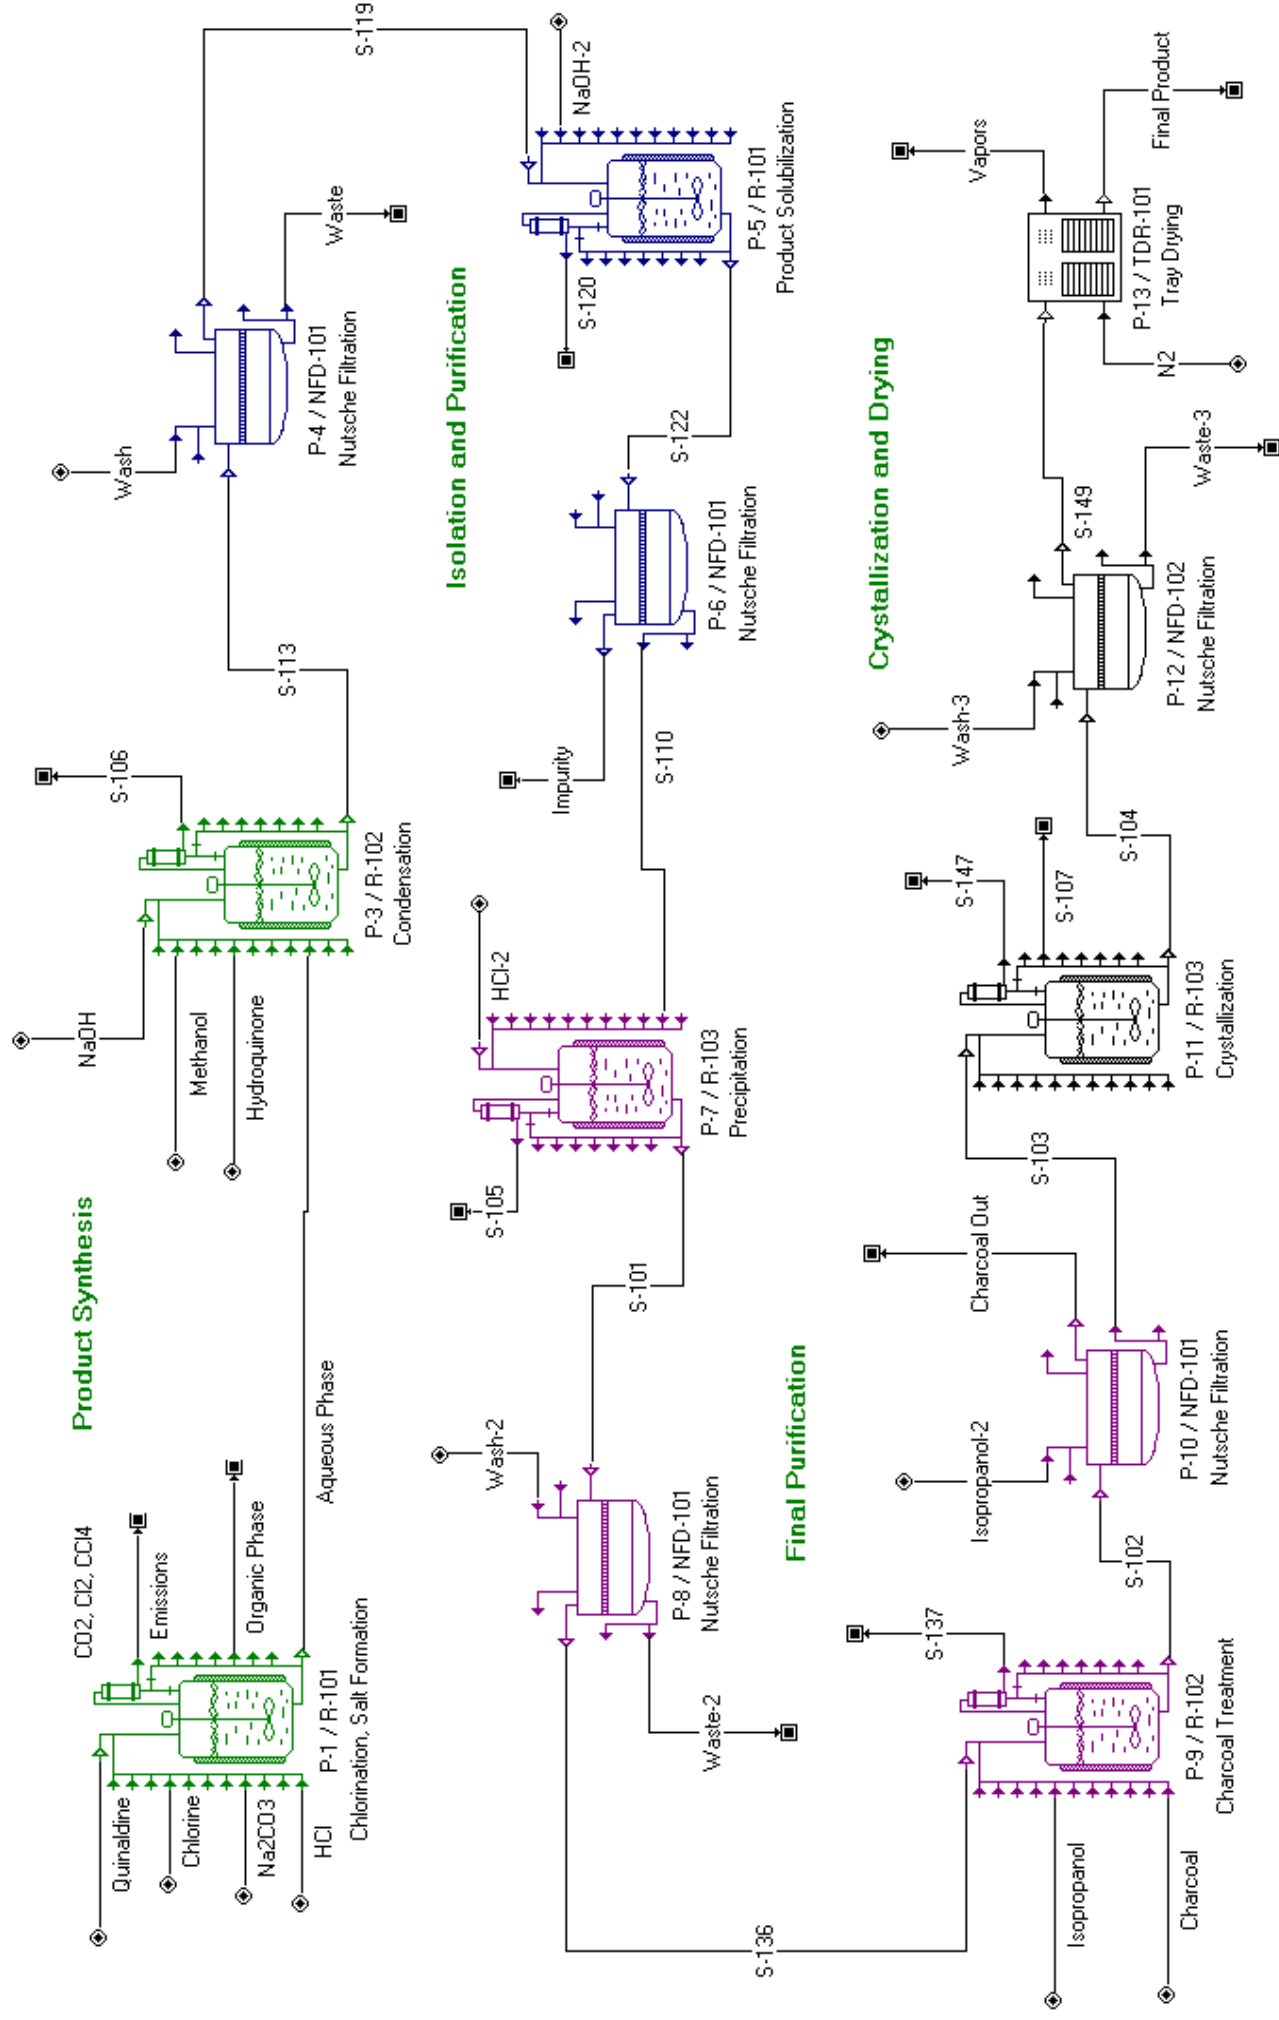 Product Synthesis
Quinaldine
Chlorine
Na2CO3
HCl
CO2, Cl2, CCl4
Emissions
Organic Phase
P-1 / R-101
Chlorination, Salt Formation
Aqueous Phase
NaOH
Methanol
Hydroquinone
S-106
P-3 / R-102
Condensation
S-113
Wash
P-4 / NFD-101
Nutsche Filtration
Waste
S-119
Isolation and Purification
NaOH-2
P-5 / R-101
Product Solubilization
S-120
S-122
P-6 / NFD-101
Nutsche Filtration
Impurity
S-110
HCl-2
P-7 / R-103
Precipitation
S-105
S-101
Wash-2
P-8 / NFD-101
Nutsche Filtration
Waste-2
S-136
Final Purification
Isopropanol
Charcoal
S-137
P-9 / R-102
Charcoal Treatment
S-102
Isopropanol-2
Charcoal Out
P-10 / NFD-101
Nutsche Filtration
S-103
Crystallization and Drying
S-147
S-107
P-11 / R-103
Crystallization
S-104
Wash-3
P-12 / NFD-102
Nutsche Filtration
Waste-3
S-149
N2
Vapors
P-13 / TDR-101
Tray Drying
Final Product